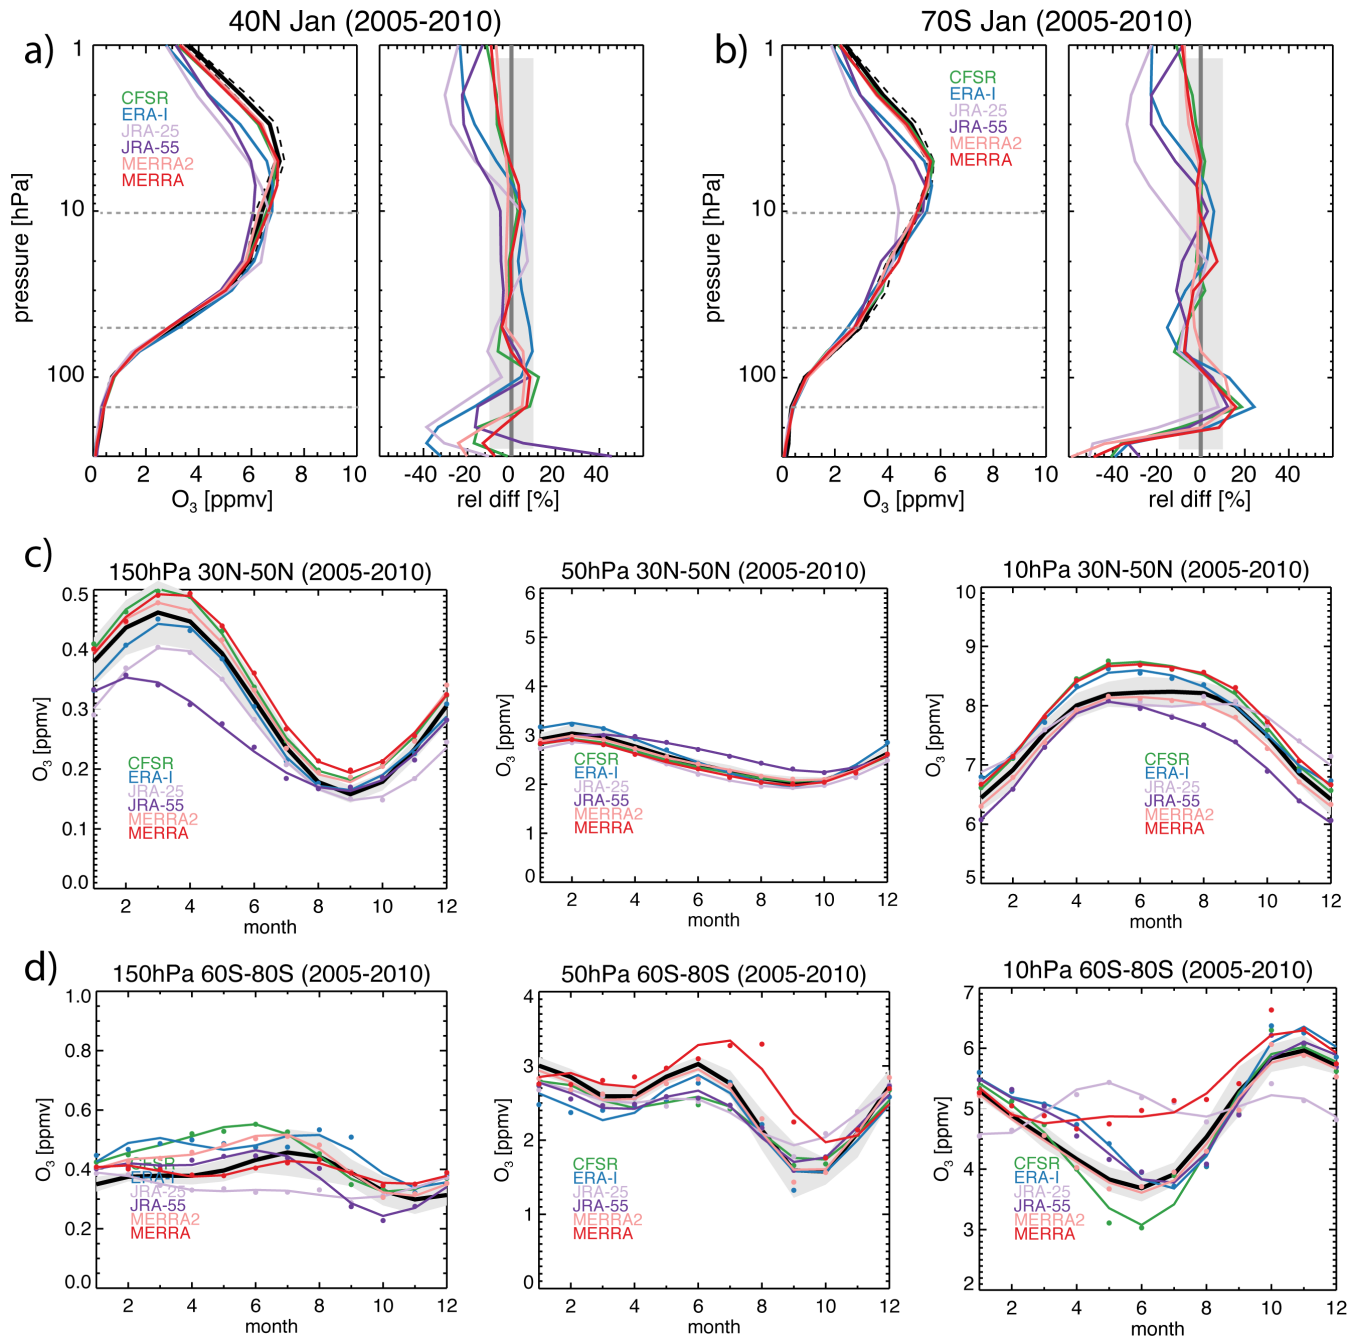 40N Jan (2005-2010)
70S Jan (2005-2010)
a)
b)
1
10
100
pressure [hPa]
CFSR
ERA-I
JRA-25
JRA-55
MERRA2
MERRA
0 2 4 6 8 10
O3 [ppmv]
-40 -20 0 20 40
rel diff [%]
1
10
100
pressure [hPa]
CFSR
ERA-I
JRA-25
JRA-55
MERRA2
MERRA
0 2 4 6 8 10
O3 [ppmv]
-40 -20 0 20 40
rel diff [%]
c)
150hPa 30N-50N (2005-2010)
0.5
0.4
0.3
0.2
0.1
0.0
O3 [ppmv]
CFSR
ERA-I
JRA-25
JRA-55
MERRA2
MERRA
2 4 6 8 10 12
month
50hPa 30N-50N (2005-2010)
6
5
4
3
2
1
0
O3 [ppmv]
CFSR
ERA-I
JRA-25
JRA-55
MERRA2
MERRA
2 4 6 8 10 12
month
10hPa 30N-50N (2005-2010)
10
9
8
7
6
5
O3 [ppmv]
CFSR
ERA-I
JRA-25
JRA-55
MERRA2
MERRA
2 4 6 8 10 12
month
d)
150hPa 60S-80S (2005-2010)
1.0
0.8
0.6
0.4
0.2
0.0
O3 [ppmv]
CFSR
ERA-I
JRA-25
JRA-55
MERRA2
MERRA
2 4 6 8 10 12
month
50hPa 60S-80S (2005-2010)
4
3
2
1
0
O3 [ppmv]
CFSR
ERA-I
JRA-25
JRA-55
MERRA2
MERRA
2 4 6 8 10 12
month
10hPa 60S-80S (2005-2010)
7
6
5
4
3
2
O3 [ppmv]
CFSR
ERA-I
JRA-25
JRA-55
MERRA2
MERRA
2 4 6 8 10 12
month